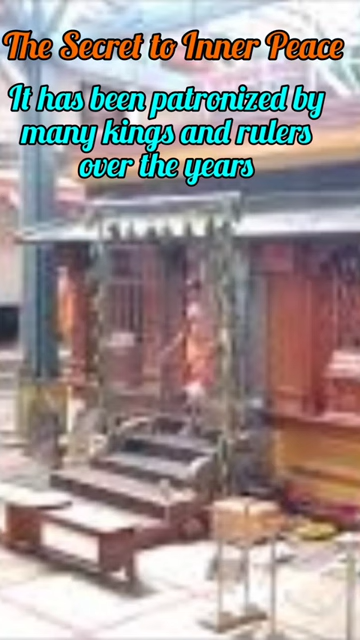 The Secret to Inner Peace
It has been patronized by
many kings and rulers
over the years